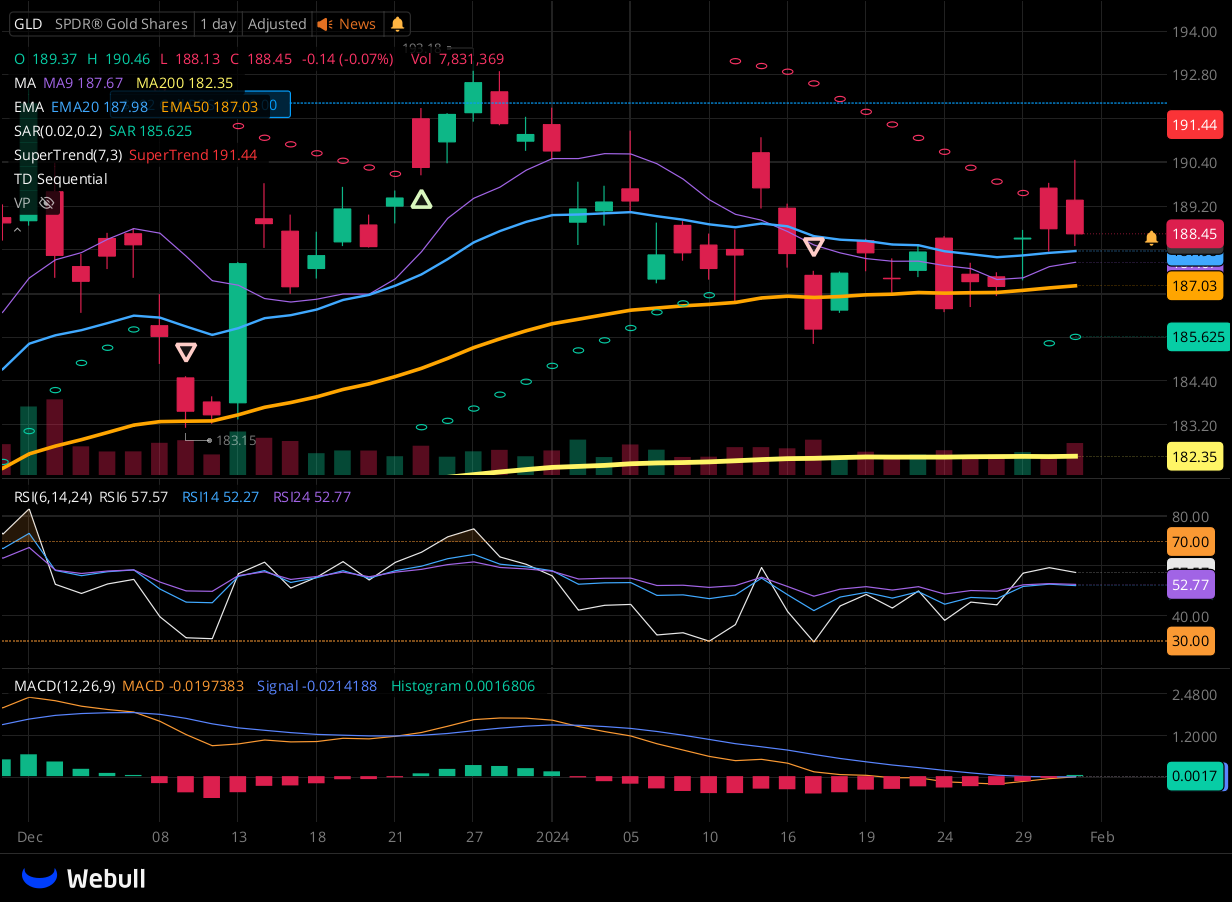 GLD SPDR® Gold Shares 1 day Adjusted News
194.00
O 189.37 H 190.46 L 188.13 C 188.45 -0.14 (-0.07%) Vol 7,831,369
192.80
MA MA9 187.67 MA200 182.35
EMA EMA20 187.98 EMA50 187.03
191.44
SAR(0.02,0.2) SAR 185.625
SuperTrend(7,3) SuperTrend 191.44
190.40
TD Sequential
VP
189.20
188.45
187.03
185.625
184.40
183.15
183.20
182.35
RSI(6,14,24) RSI6 57.57 RSI14 52.27 RSI24 52.77
80.00
70.00
52.77
40.00
30.00
MACD(12,26,9) MACD -0.0197383 Signal -0.0214188 Histogram 0.0016806
2.4800
1.2000
0.0017
Dec 08 13 18 21 27 2024 05 10 16 19 24 29 Feb
Webull